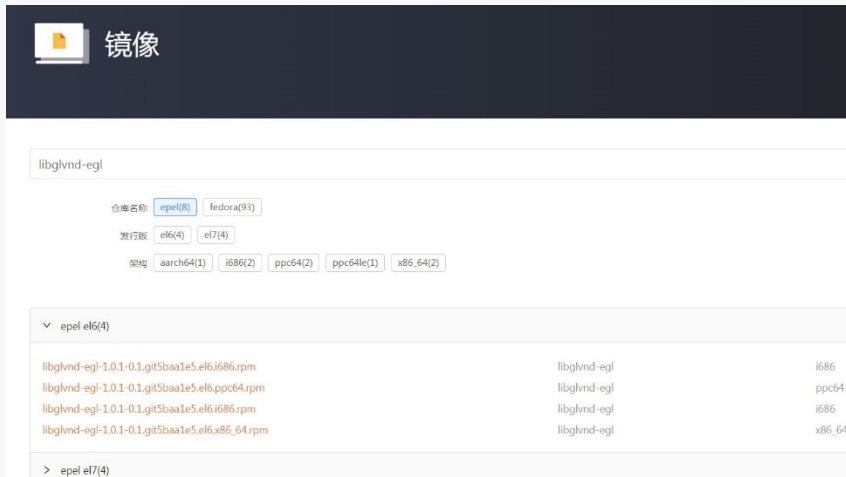 镜像
libglvnd-egl
仓库名称 epel(8) fedora(93)
发行版 el6(4) el7(4)
架构 aarch64(1) i686(2) ppc64(2) ppc64le(1) x86_64(2)
epel el6(4)
libglvnd-egl-1.0.1-0.1.git5baa1e5.el6.i686.rpm libglvnd-egl i686
libglvnd-egl-1.0.1-0.1.git5baa1e5.el6.ppc64.rpm libglvnd-egl ppc64
libglvnd-egl-1.0.1-0.1.git5baa1e5.el6.i686.rpm libglvnd-egl i686
libglvnd-egl-1.0.1-0.1.git5baa1e5.el6.x86_64.rpm libglvnd-egl x86_64
epel el7(4)